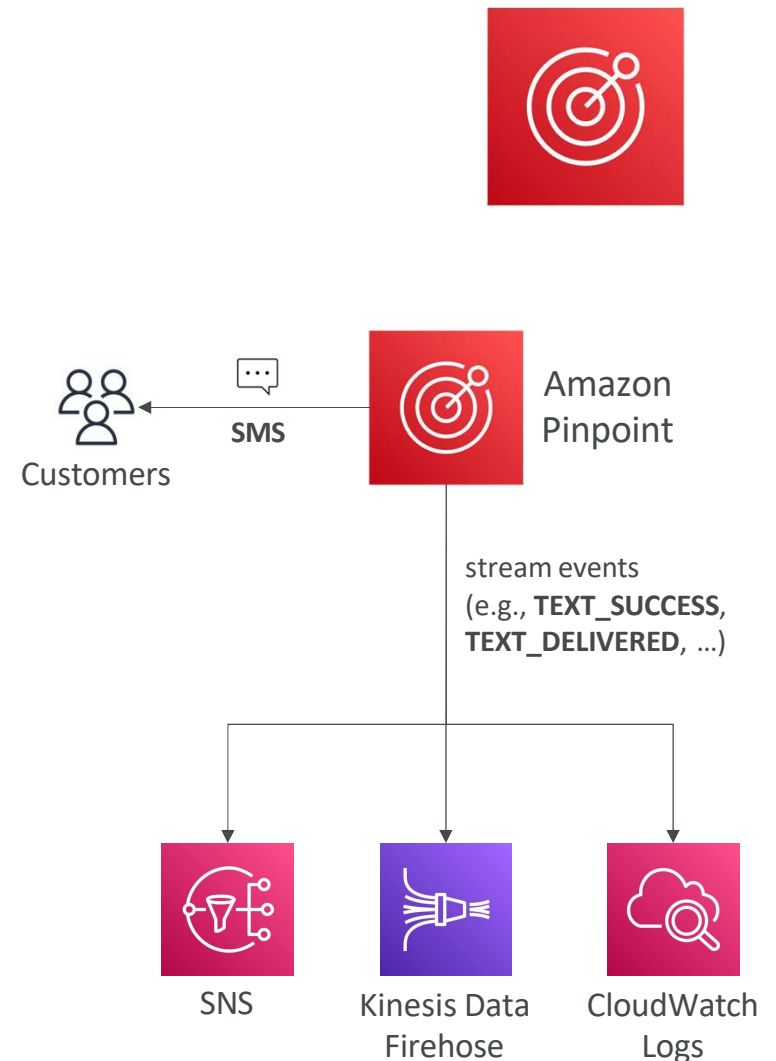 SMS
Customers
Amazon
Pinpoint
stream events
(e.g., TEXT_SUCCESS,
TEXT_DELIVERED, ...)
SNS
Kinesis Data
Firehose
CloudWatch
Logs